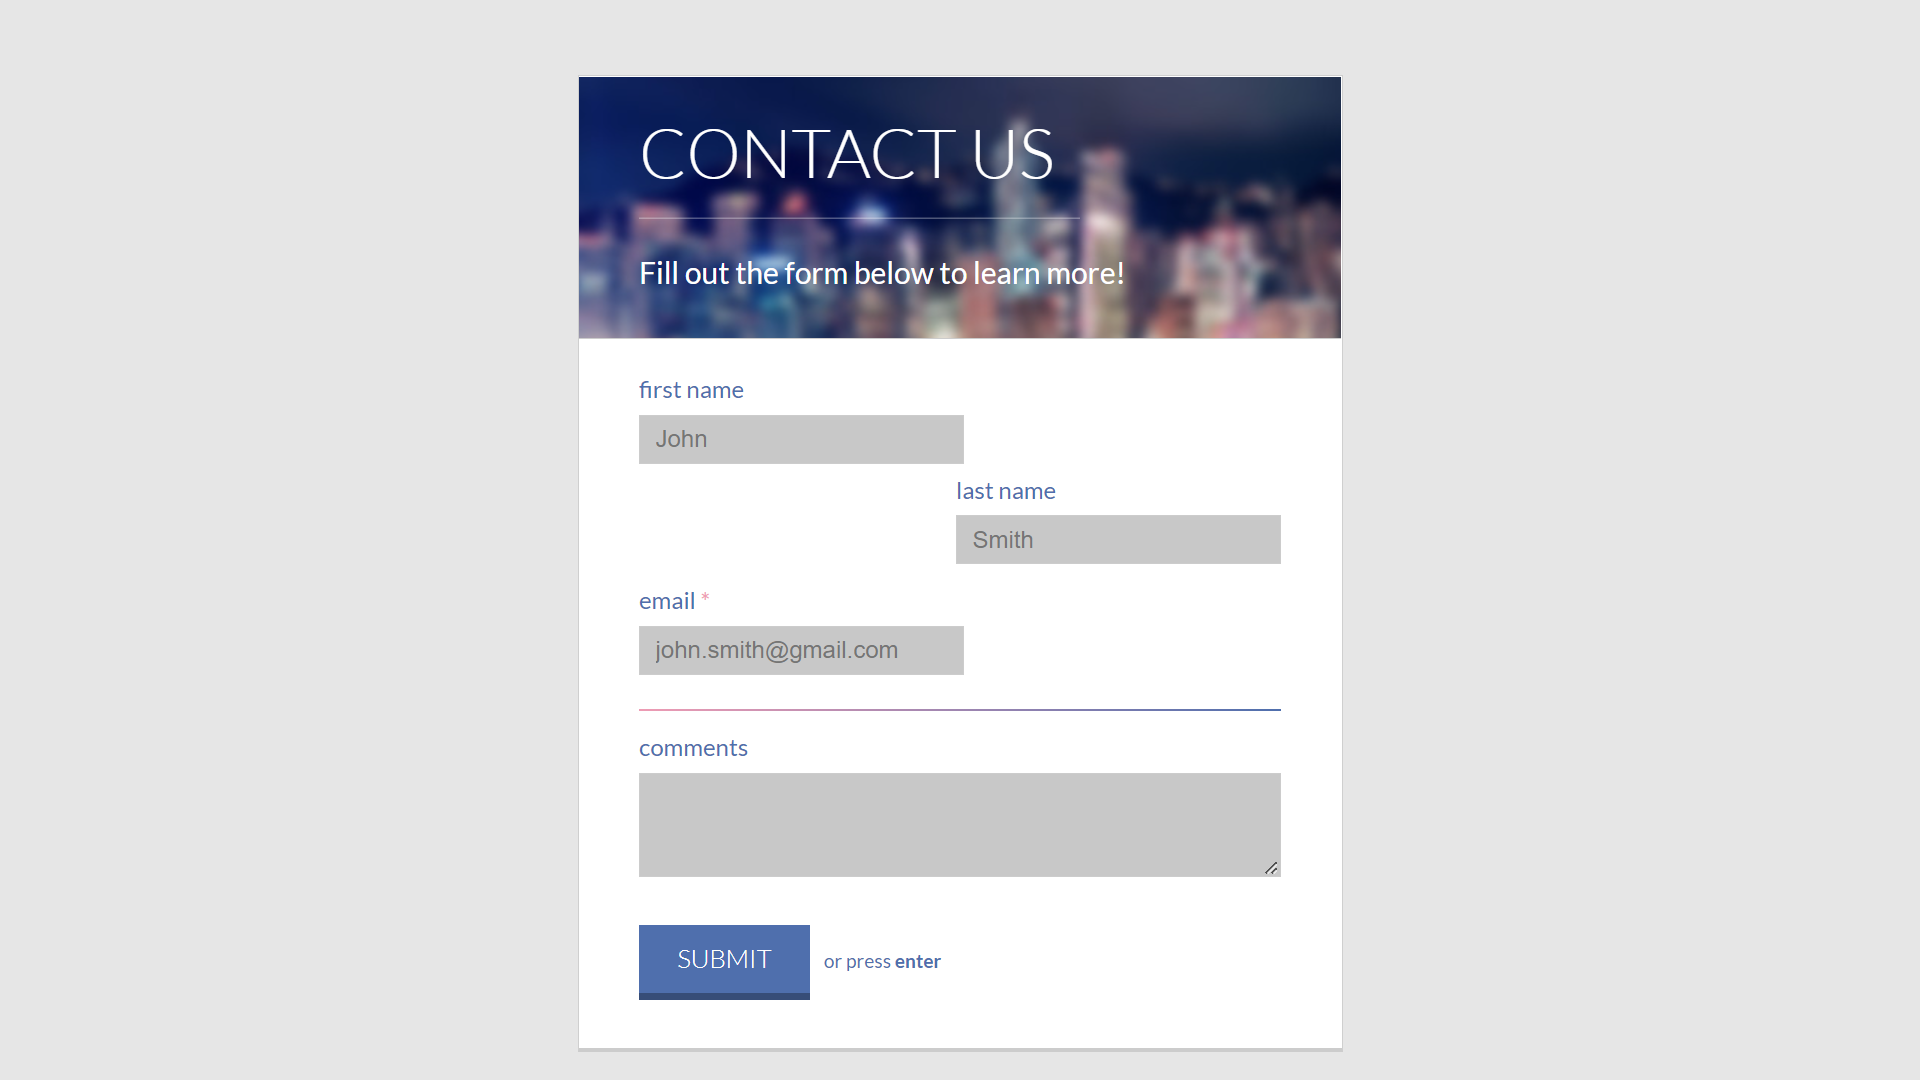 CONTACT US
Fill out the form below to learn more!
first name
John
last name
Smith
email *
john.smith@gmail.com
comments
SUBMIT
or press enter